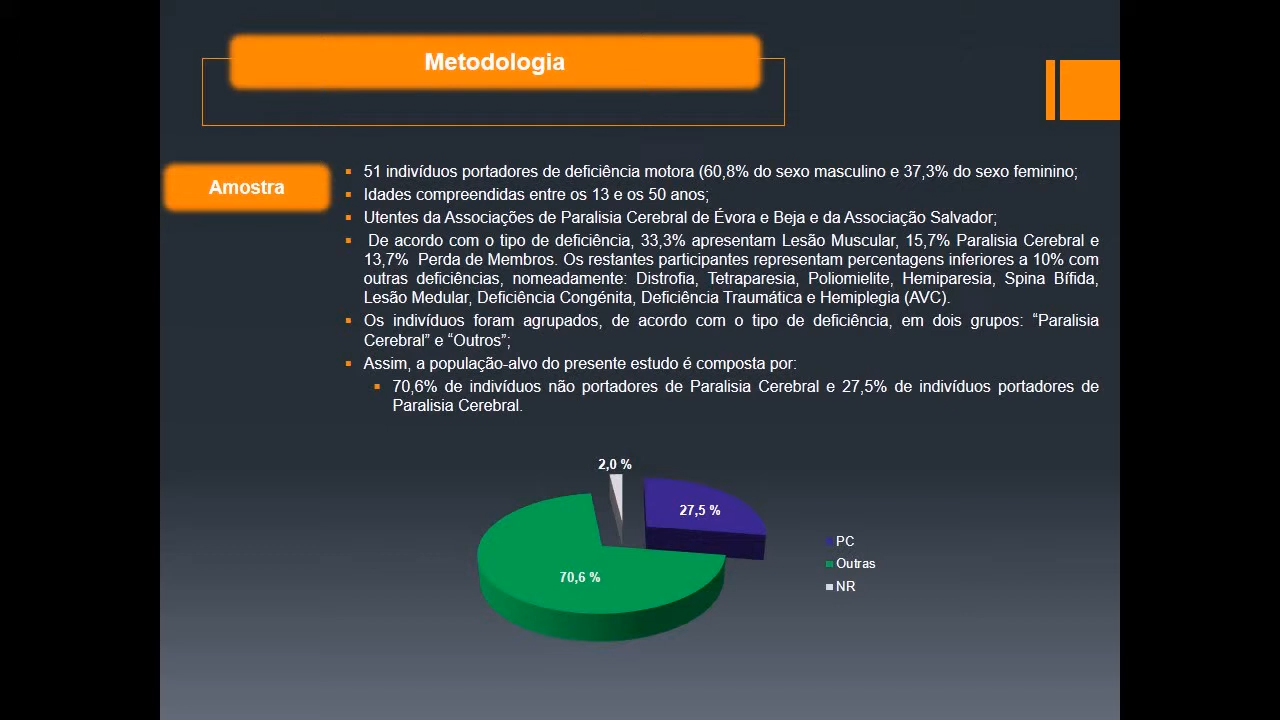 Metodologia
Amostra
51 indivíduos portadores de deficiência motora (60,8% do sexo masculino e 37,3% do sexo feminino;
Idades compreendidas entre os 13 e os 50 anos;
Utentes da Associações de Paralisia Cerebral de Évora e Beja e da Associação Salvador;
De acordo com o tipo de deficiência, 33,3% apresentam Lesão Muscular, 15,7% Paralisia Cerebral e
13,7% Perda de Membros. Os restantes participantes representam percentagens inferiores a 10% com
outras deficiências, nomeadamente: Distrofia, Tetraparesia, Poliomielite, Hemiparesia, Spina Bífida,
Lesão Medular, Deficiência Congénita, Deficiência Traumática e Hemiplegia (AVC).
Os indivíduos foram agrupados, de acordo com o tipo de deficiência, em dois grupos: “Paralisia
Cerebral” e “Outros”;
Assim, a população-alvo do presente estudo é composta por:
70,6% de indivíduos não portadores de Paralisia Cerebral e 27,5% de indivíduos portadores de
Paralisia Cerebral.
2,0 %
27,5 %
70,6 %
PC
Outras
NR